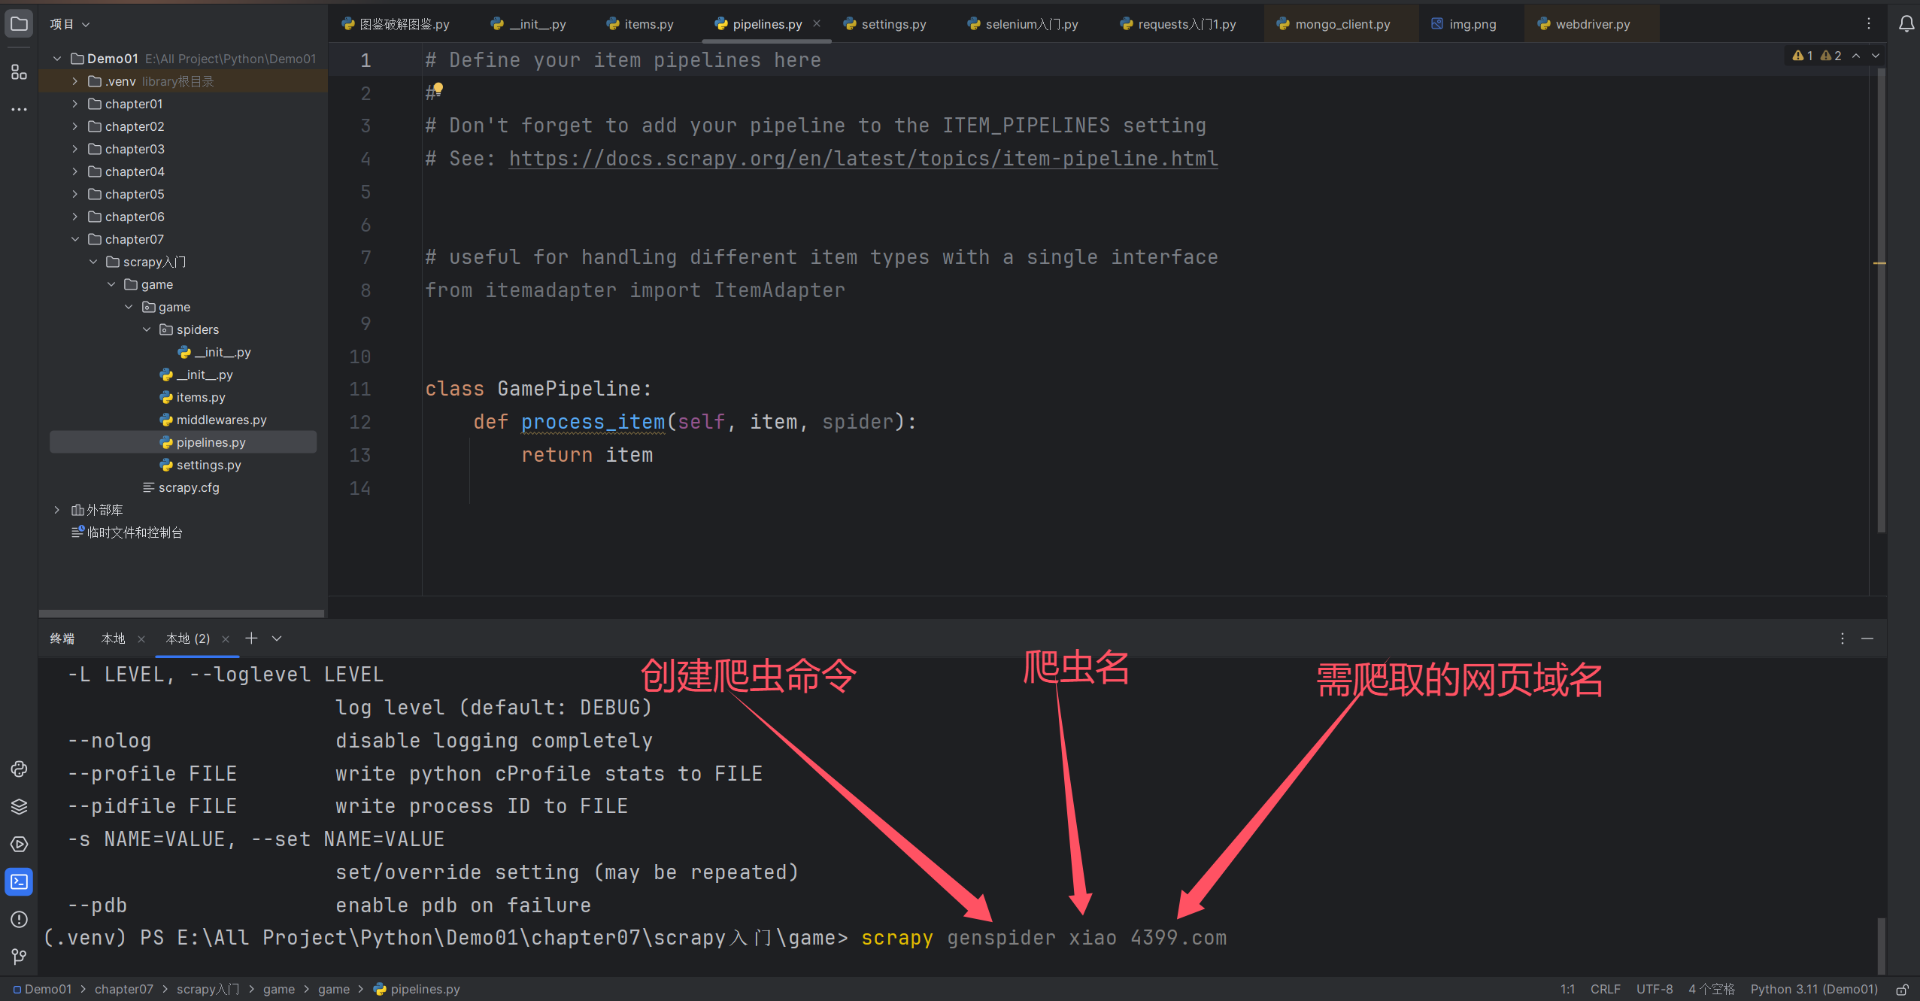 项目
图鉴破解图鉴.py
__init__.py
items.py
pipelines.py
settings.py
selenium入门.py
requests入门1.py
mongo_client.py
img.png
webdriver.py
Demo01 E:\All Project\Python\Demo01
.venv library根目录
chapter01
chapter02
chapter03
chapter04
chapter05
chapter06
chapter07
scrapy入门
game
game
spiders
__init__.py
__init__.py
items.py
middlewares.py
pipelines.py
settings.py
scrapy.cfg
外部库
临时文件和控制台
1 # Define your item pipelines here
2 #
3 # Don't forget to add your pipeline to the ITEM_PIPELINES setting
4 # See: https://docs.scrapy.org/en/latest/topics/item-pipeline.html
5
6
7 # useful for handling different item types with a single interface
8 from itemadapter import ItemAdapter
9
10
11 class GamePipeline:
12 def process_item(self, item, spider):
13 return item
14
1 2
终端 本地 本地 (2)
创建爬虫命令
爬虫名
需爬取的网页域名
-L LEVEL, --loglevel LEVEL
log level (default: DEBUG)
--nolog disable logging completely
--profile FILE write python cProfile stats to FILE
--pidfile FILE write process ID to FILE
-s NAME=VALUE, --set NAME=VALUE
set/override setting (may be repeated)
--pdb enable pdb on failure
(.venv) PS E:\All Project\Python\Demo01\chapter07\scrapy入门\game> scrapy genspider xiao 4399.com
Demo01 > chapter07 > scrapy入门 > game > game > pipelines.py
1:1 CRLF UTF-8 4 个空格 Python 3.11 (Demo01)